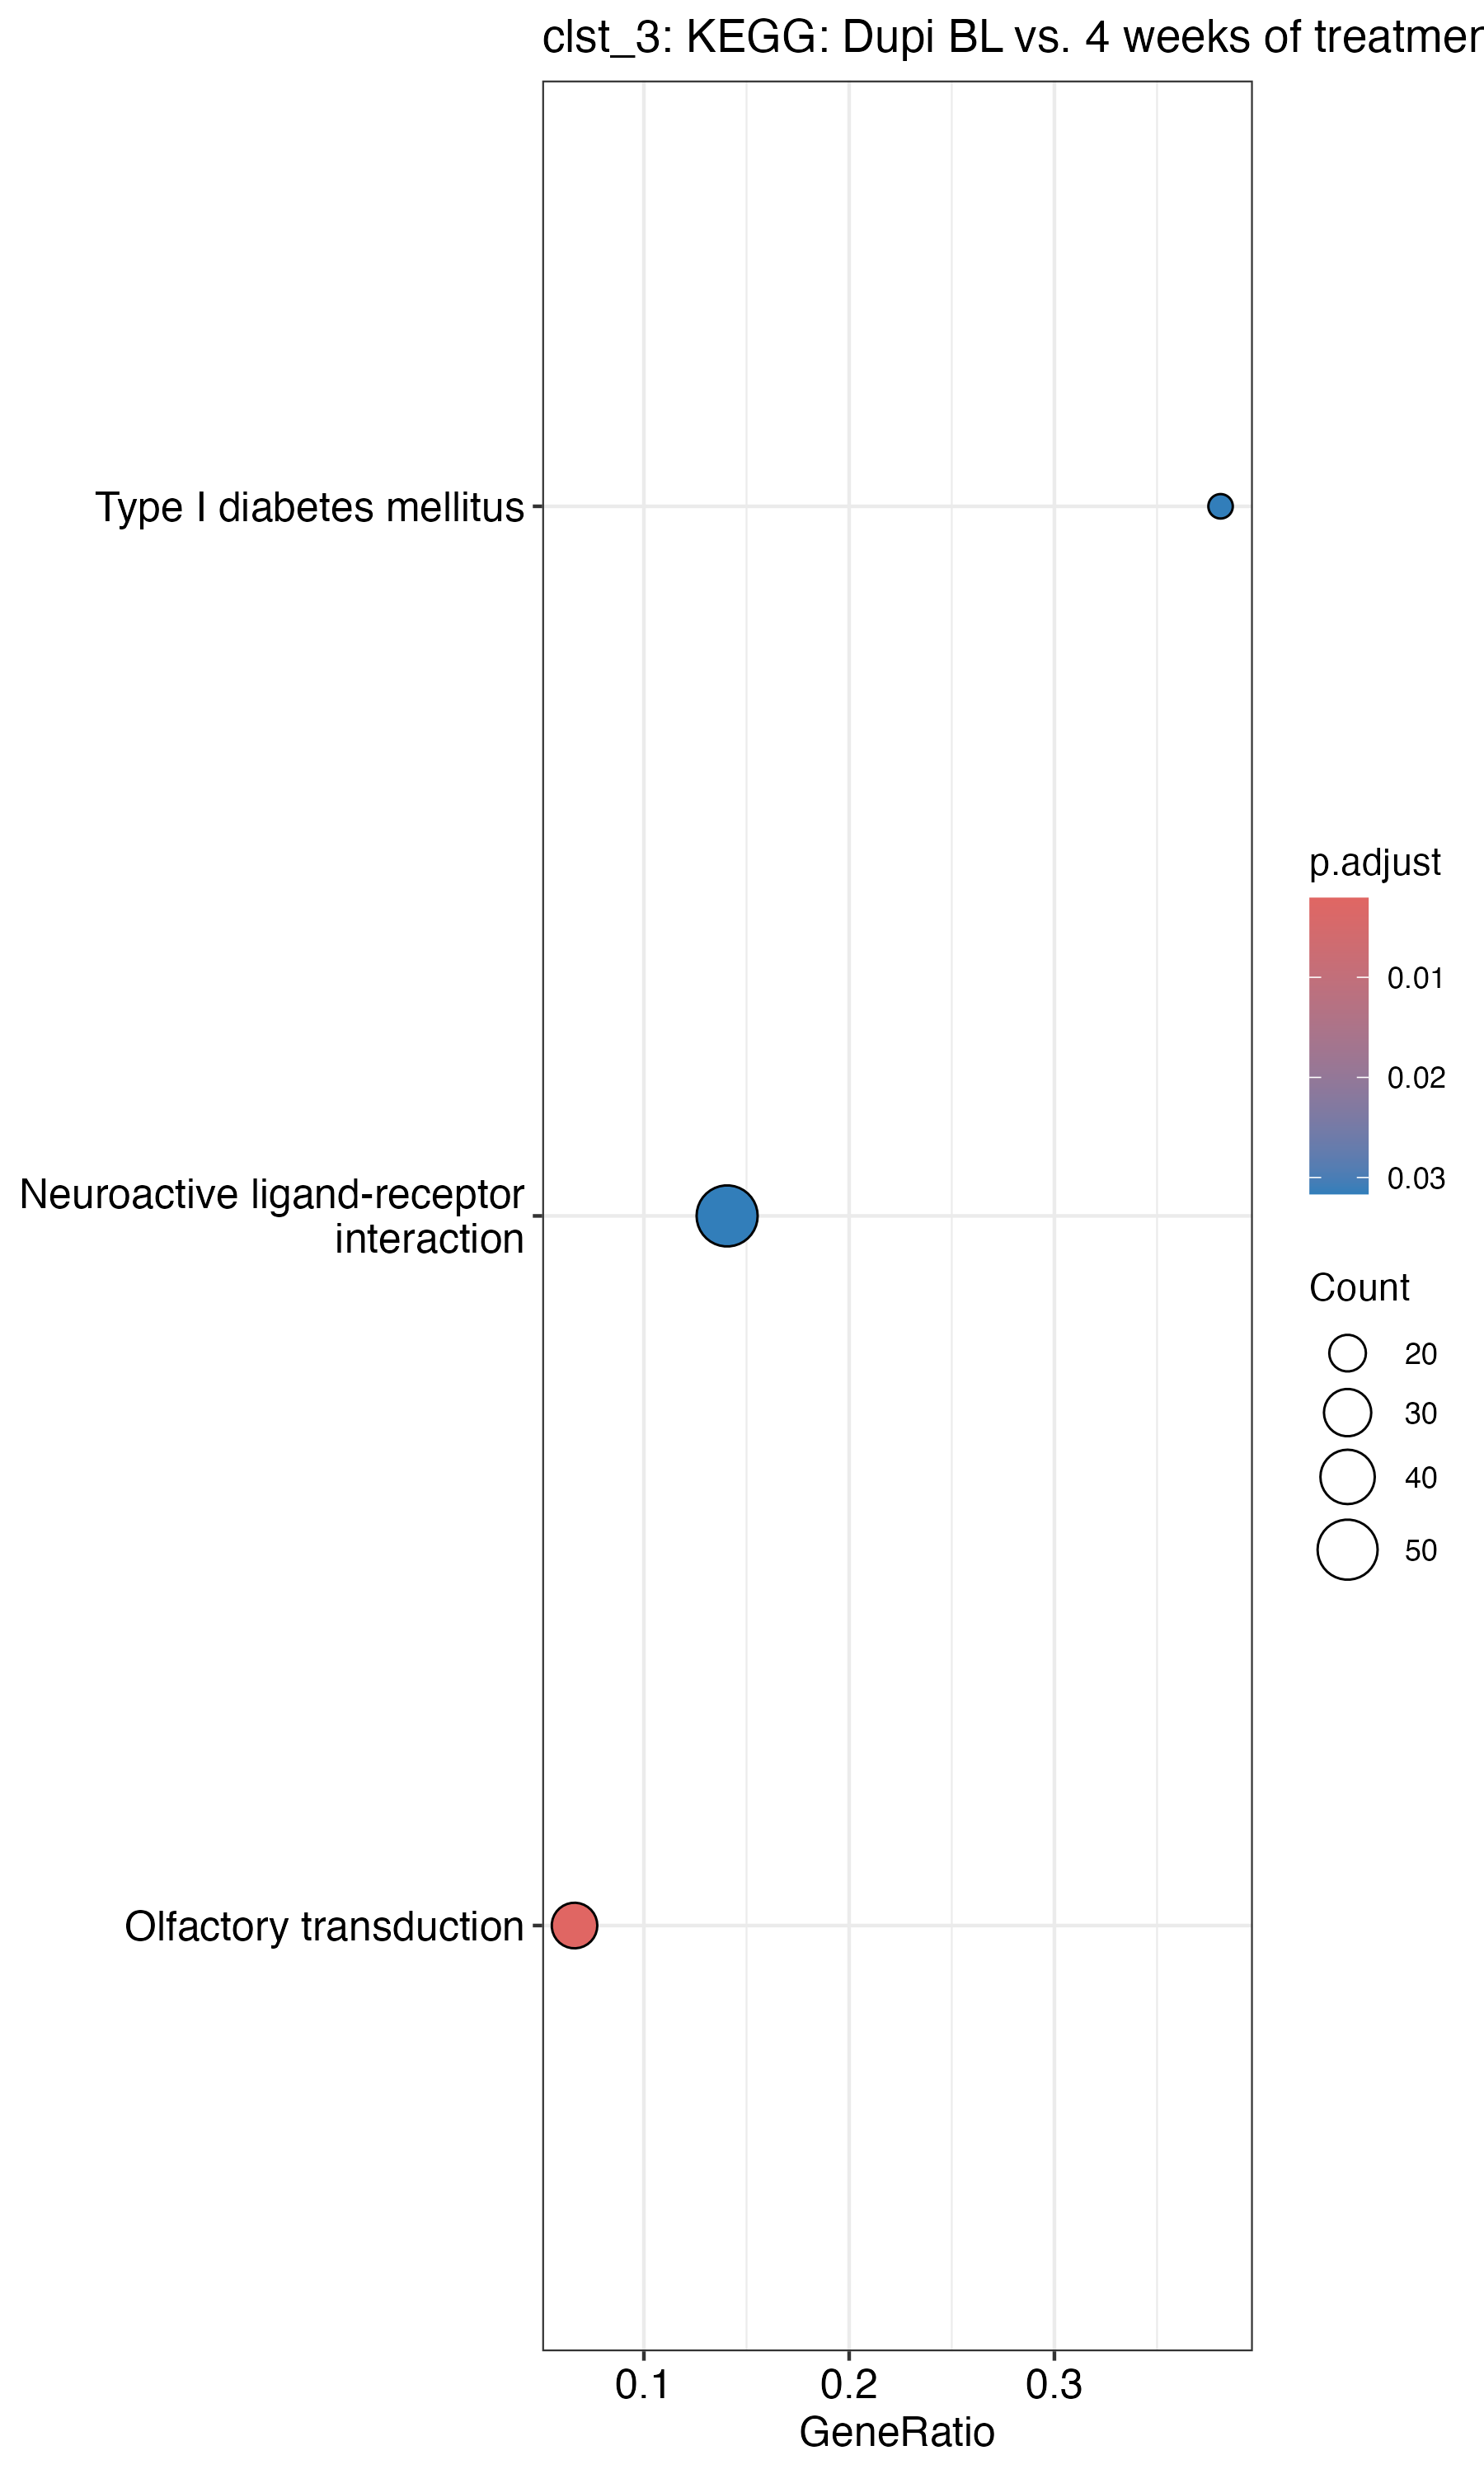 clst_3: KEGG: Dupi BL vs. 4 weeks of
Type I diabetes mellitus
Neuroactive ligand-receptor
interaction
Olfactory transduction
0.1
0.2
0.3
GeneRatio
p.adjust
0.01
0.02
0.03
Count
20
30
40
50